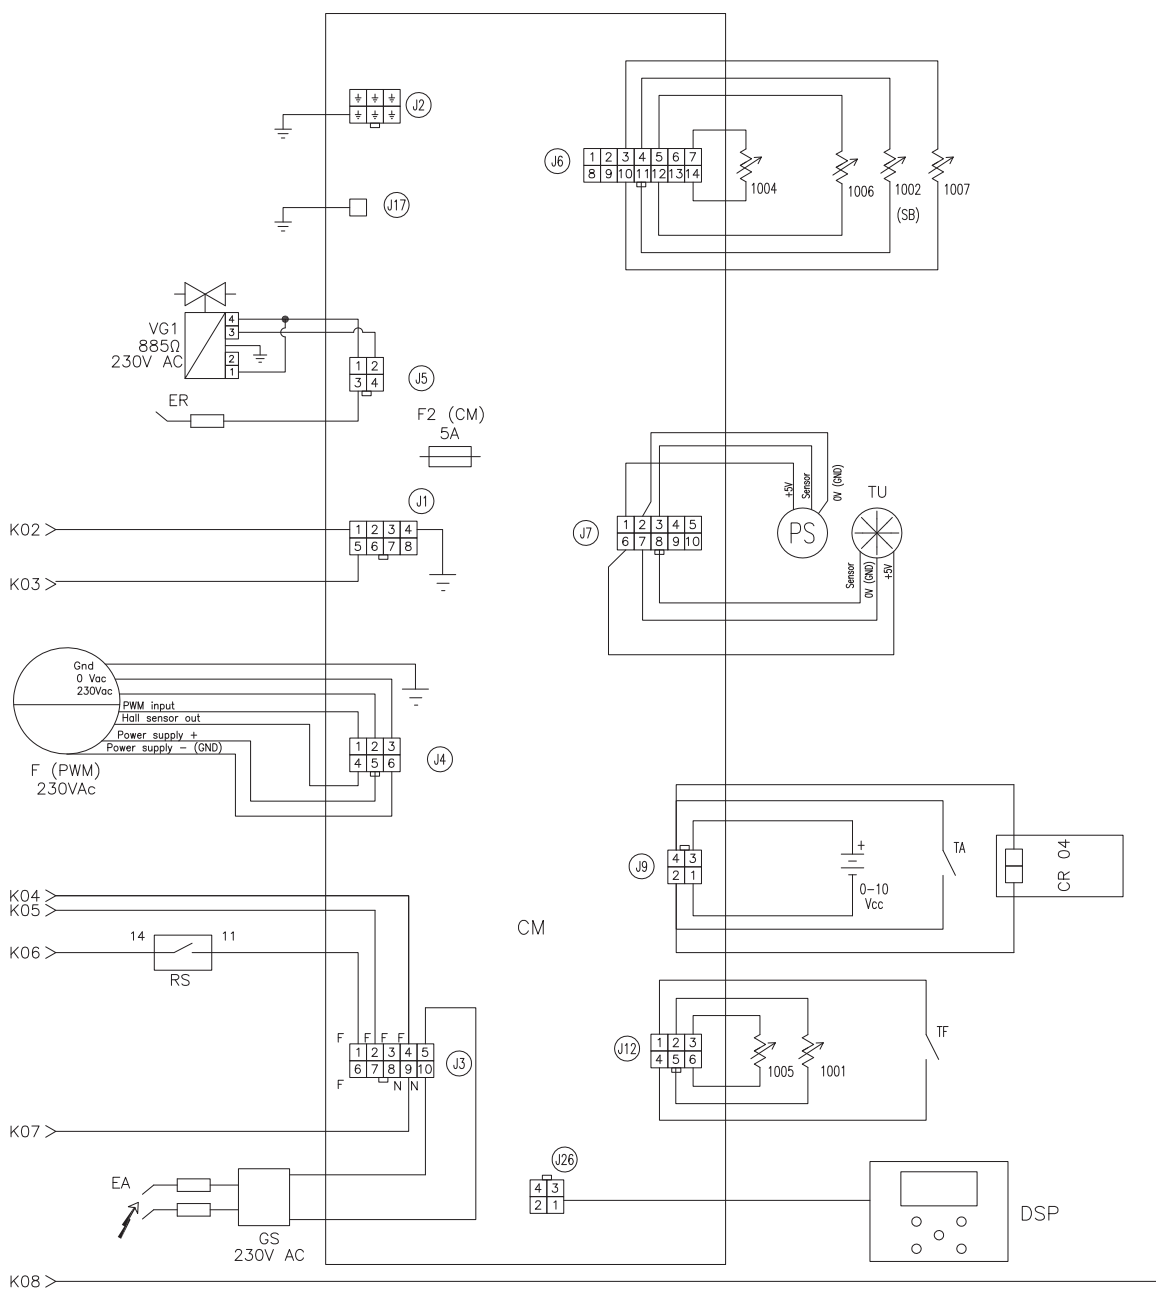 J2
J6
1 2 3 4 5 6 7
8 9 10 11 12 13 14
1004
1006
1002
1007
(SB)
J17
VG1
885Ω
230V AC
4
3
2
1
1 2
3 4
J5
ER
F2 (CM)
5A
J1
K02
1 2 3 4
5 6 7 8
K03
J7
1 2 3 4 5
6 7 8 9 10
+5V
Sensor
0V (GND)
PS
TU
Sensor
0V (GND)
+5V
Gnd
0 Vac
230Vac
PWM input
Hall sensor out
Power supply +
Power supply - (GND)
F (PWM)
230VAc
1 2 3
4 5 6
J4
J9
4 3
2 1
+
0-10
Vcc
TA
CR 04
K04
K05
14 11
K06
RS
CM
F F F F
1 2 3 4 5
6 7 8 9 10
F N N
J3
J12
1 2 3
4 5 6
1005
1001
TF
K07
EA
GS
230V AC
J26
4 3
2 1
DSP
K08